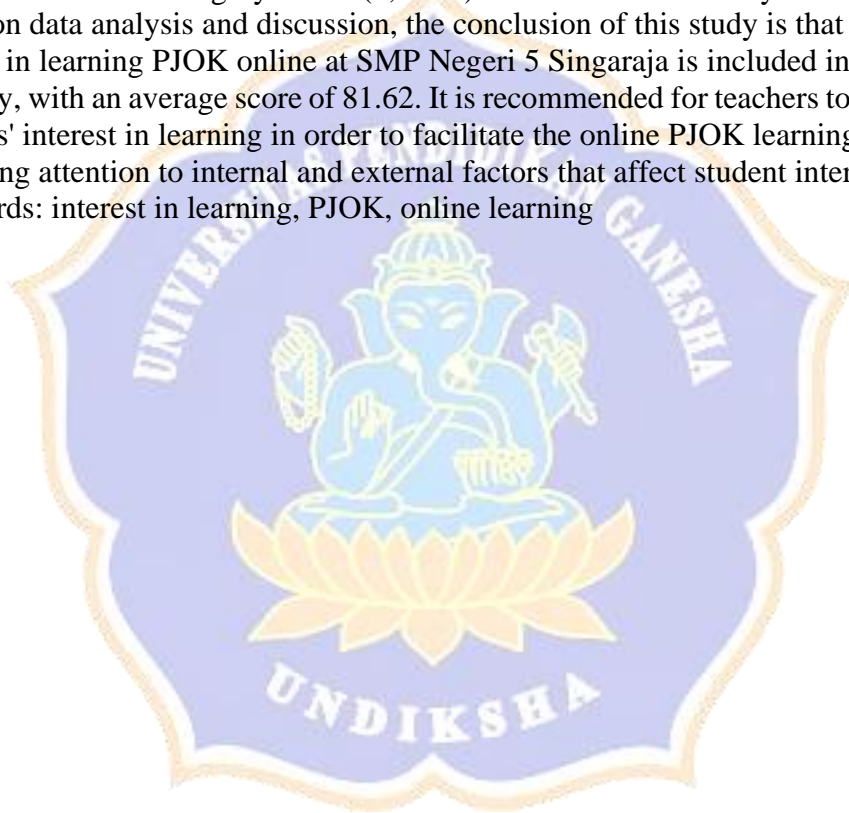 on data analysis and discussion, the conclusion of this study is that
in learning PJOK online at SMP Negeri 5 Singaraja is included in
y, with an average score of 81.62. It is recommended for teachers to
s' interest in learning in order to facilitate the online PJOK learning
ng attention to internal and external factors that affect student inter
rds: interest in learning, PJOK, online learning
UNIVERSITAS PENDIDIKAN GANESHA
UNDIKSHA